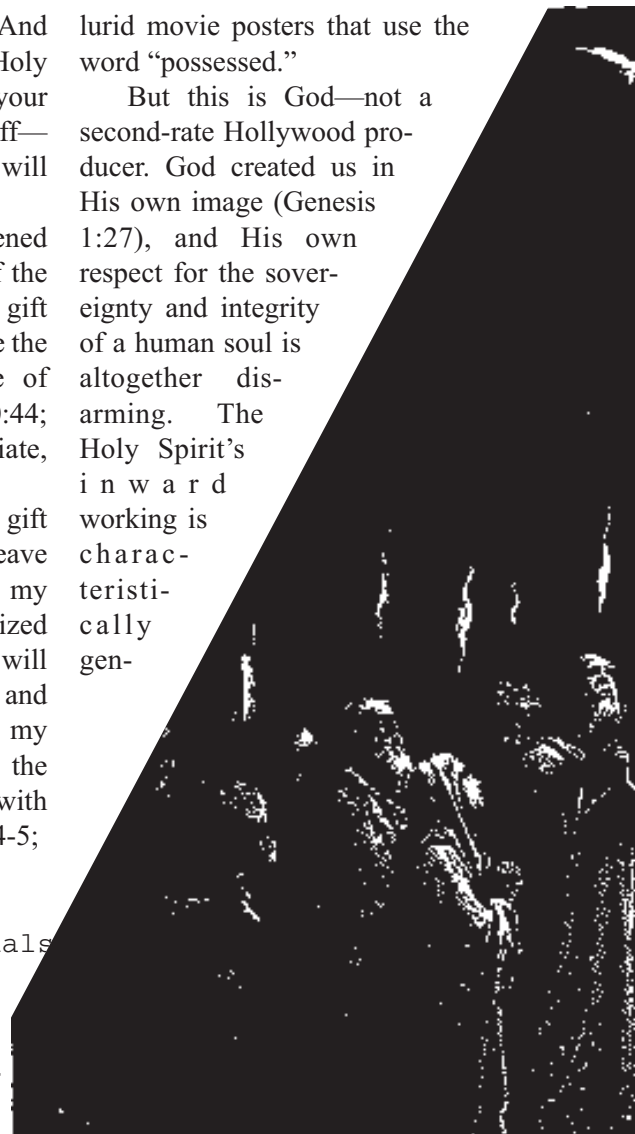 And
Holy
your
ff—
will
ened
f the
gift
e the
e of
:44;
iate,
gift
eave
my
ized
will
and
my
the
with
4-5;
als
lurid movie posters that use the
word “possessed.”
But this is God—not a
second-rate Hollywood pro-
ducer. God created us in
His own image (Genesis
1:27), and His own
respect for the sover-
eignty and integrity
of a human soul is
altogether dis-
arming. The
Holy Spirit’s
inward
working is
charac-
teristi-
cally
gen-